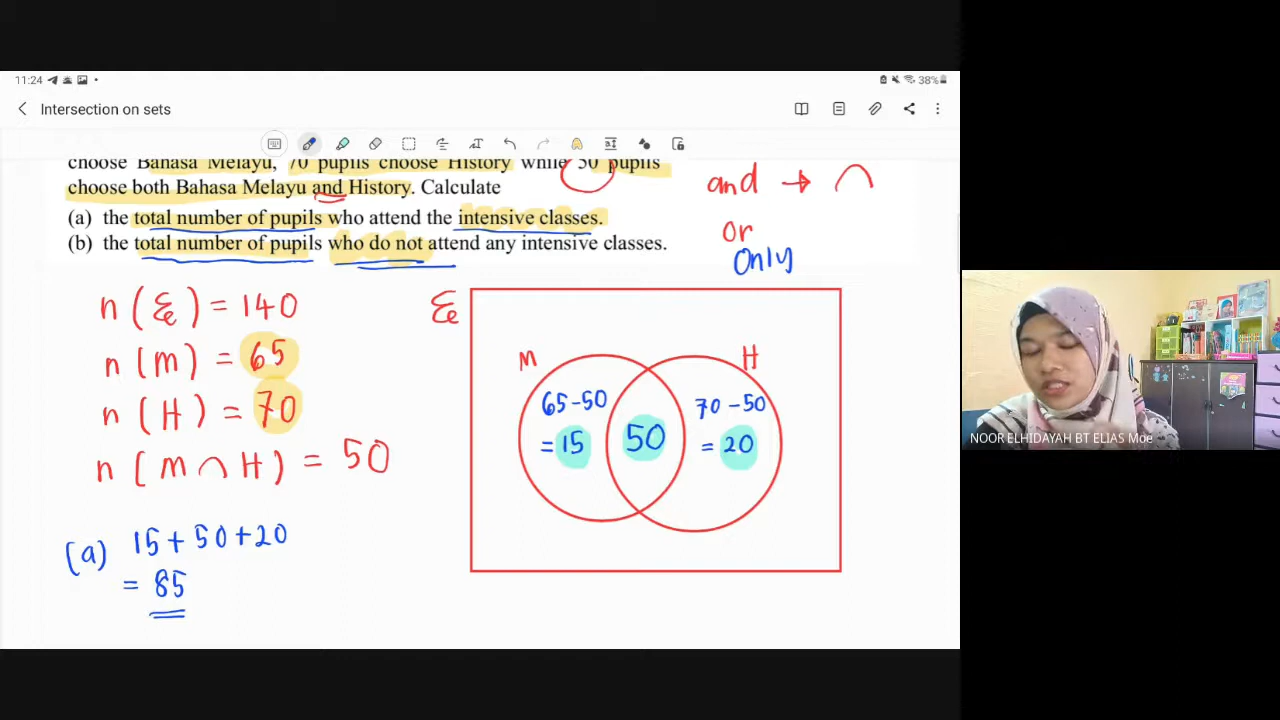 11:24
38%
Intersection on sets
choose Bahasa Melayu, 70 pupils choose History while 50 pupils
choose both Bahasa Melayu and History. Calculate
(a) the total number of pupils who attend the intensive classes.
(b) the total number of pupils who do not attend any intensive classes.
and → ∩
or
Only
n(ξ) = 140
n(M) = 65
n(H) = 70
n(M ∩ H) = 50
(a) 15 + 50 + 20
= 85
ξ
M
H
65 - 50
= 15
50
70 - 50
= 20
NOOR ELHIDAYAH BT ELIAS Moe